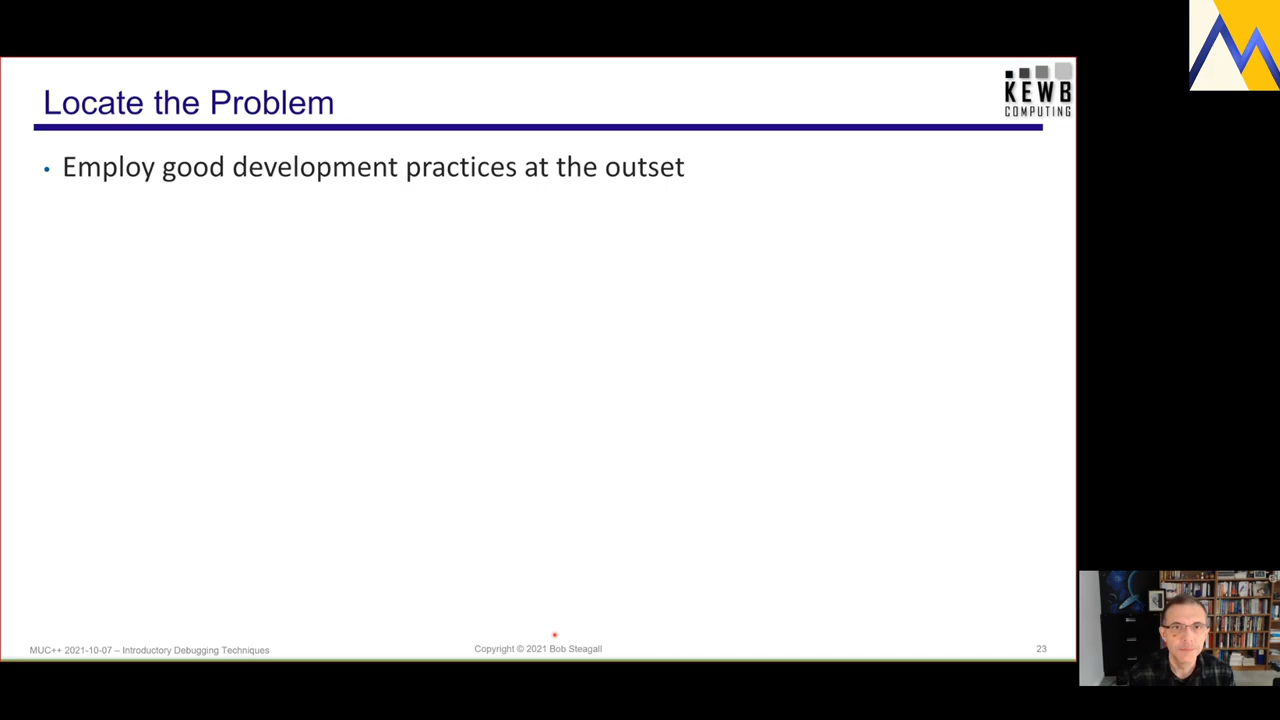 Locate the Problem
KEWB
COMPUTING
• Employ good development practices at the outset
MUC++ 2021-10-07 – Introductory Debugging Techniques
Copyright © 2021 Bob Steagall
23